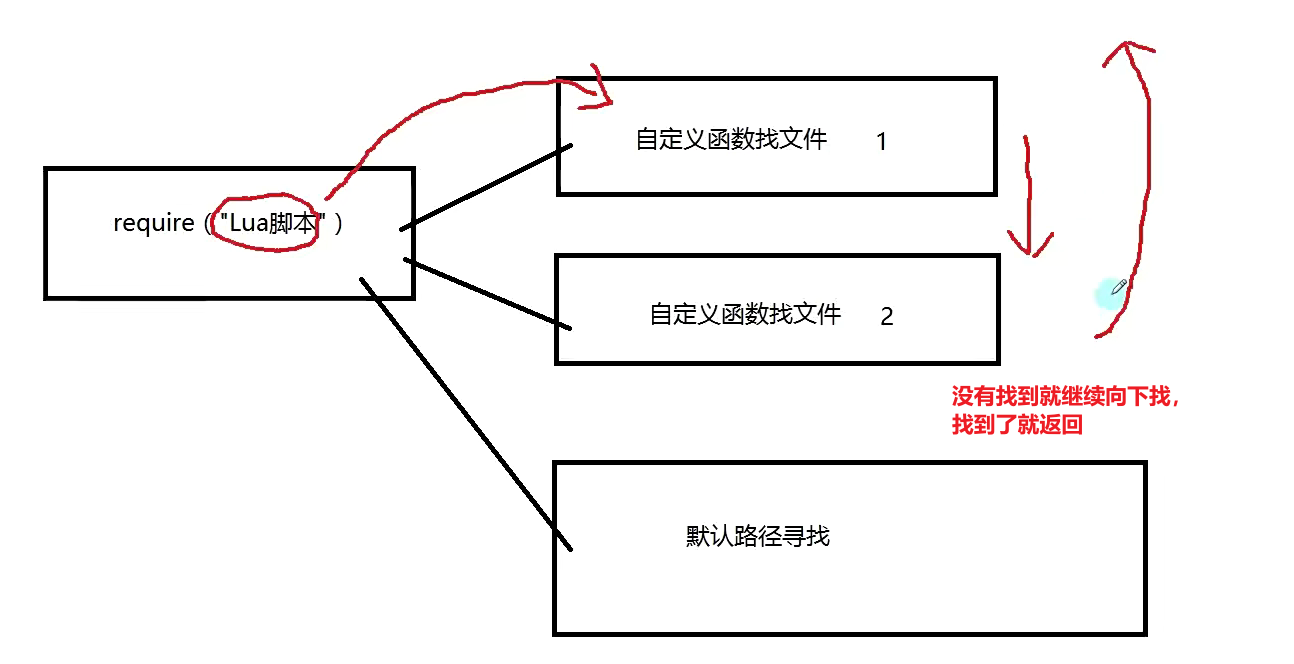 自定义函数找文件 1
require ( "Lua脚本" )
自定义函数找文件 2
没有找到就继续向下找，
找到了就返回
默认路径寻找